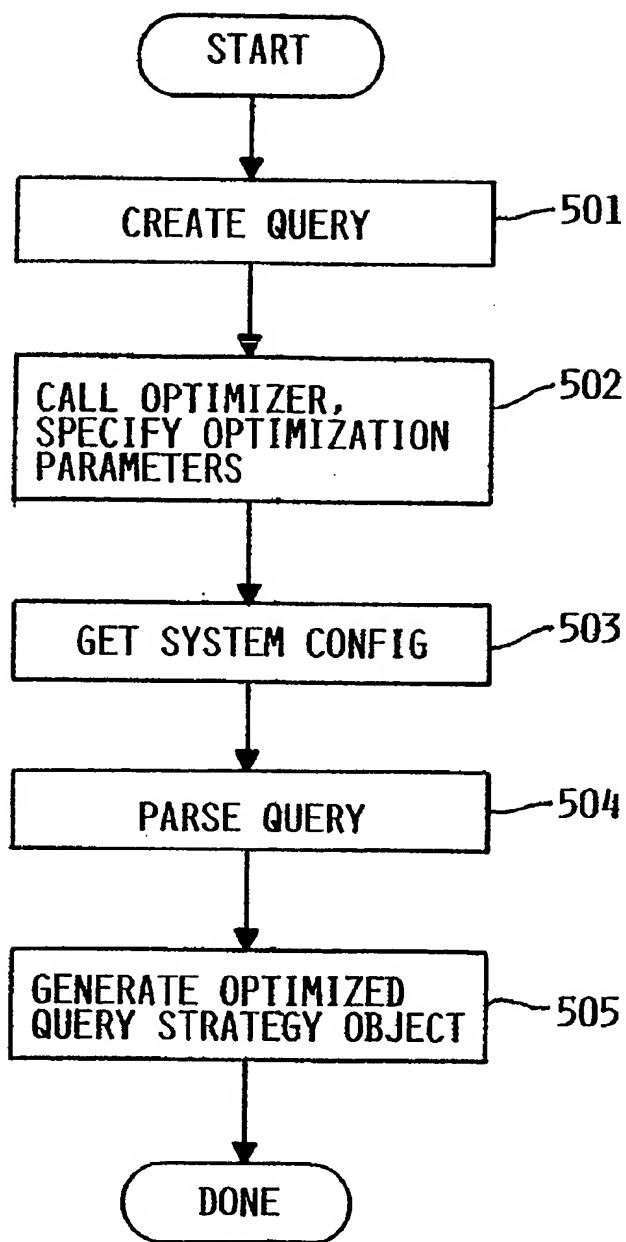 START
CREATE QUERY
501
CALL OPTIMIZER,
SPECIFY OPTIMIZATION
PARAMETERS
502
GET SYSTEM CONFIG
503
PARSE QUERY
504
GENERATE OPTIMIZED
QUERY STRATEGY OBJECT
505
DONE